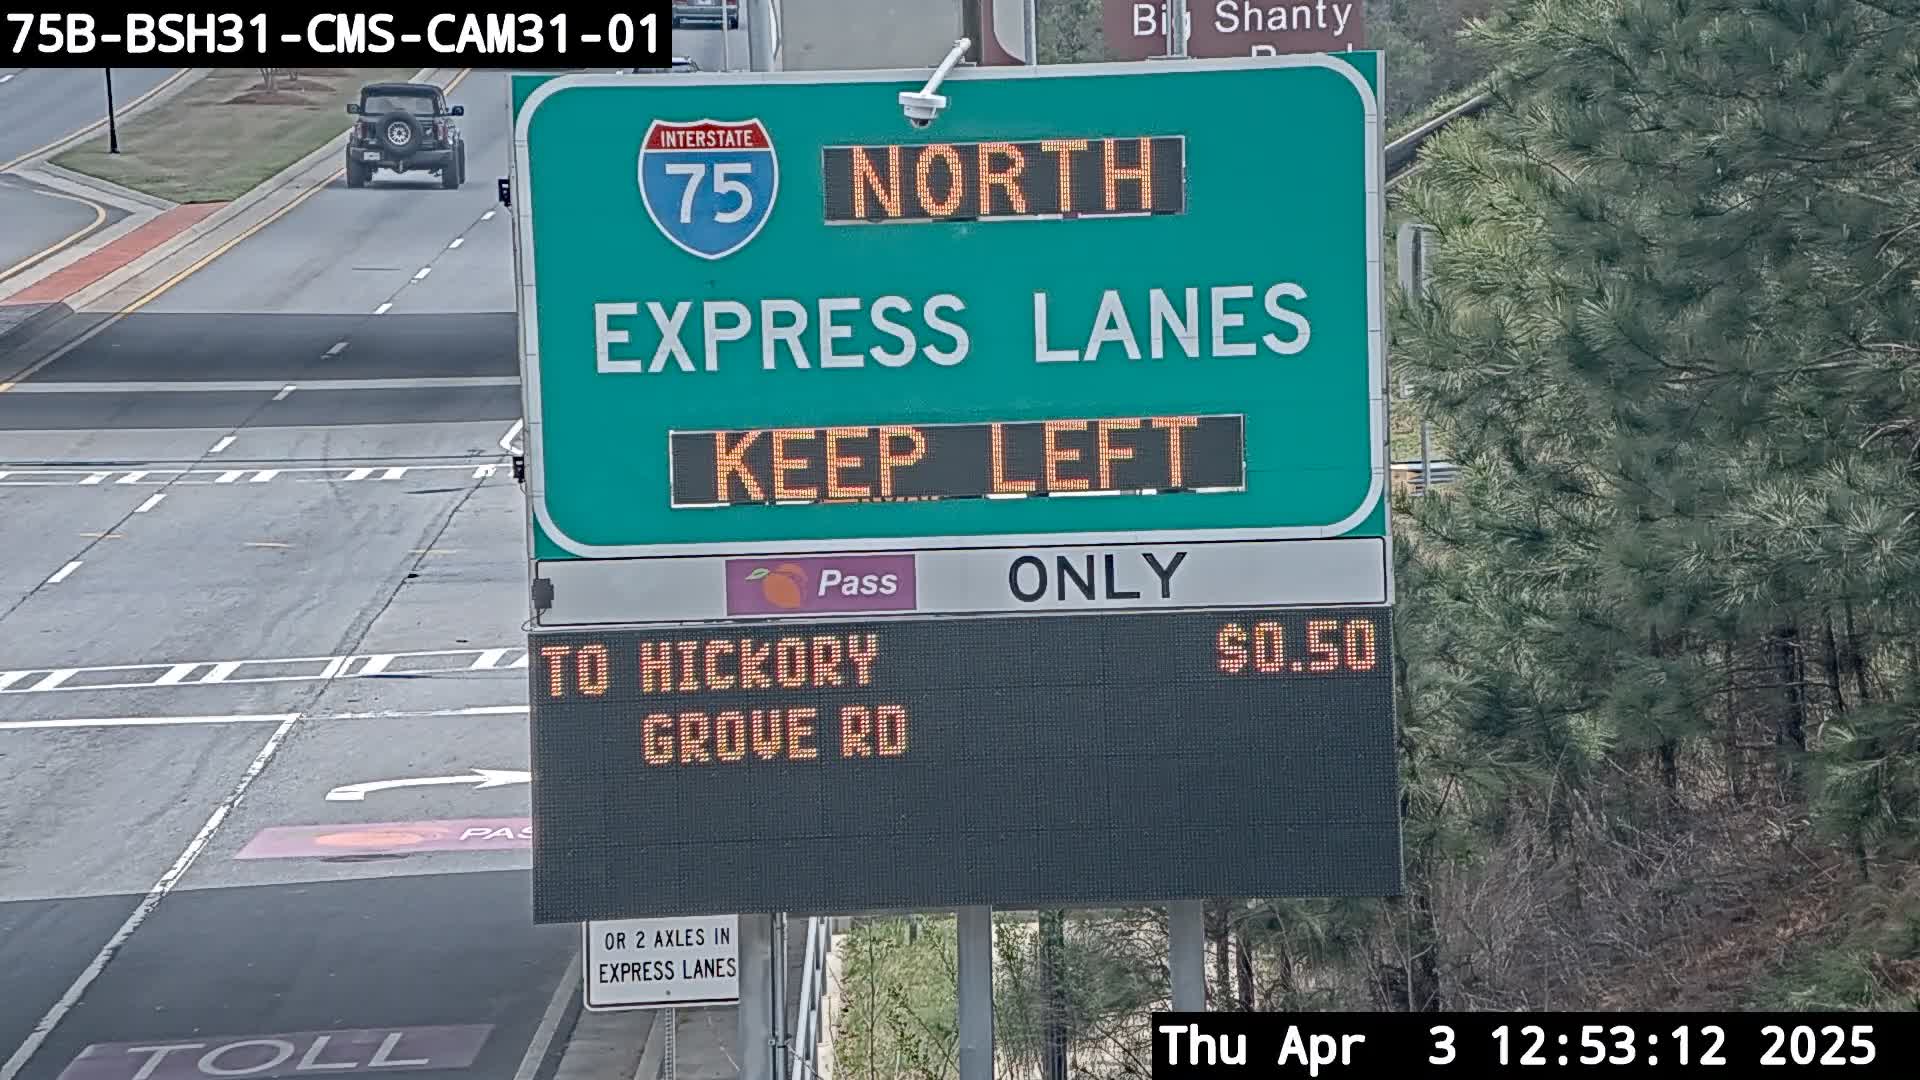 75B-BSH31-CMS-CAM31-01
Big Shanty
INTERSTATE
75
NORTH
EXPRESS LANES
KEEP LEFT
Pass ONLY
TO HICKORY $0.50
GROVE RD
PAS
OR 2 AXLES IN
EXPRESS LANES
TOLL
Thu Apr 3 12:53:12 2025